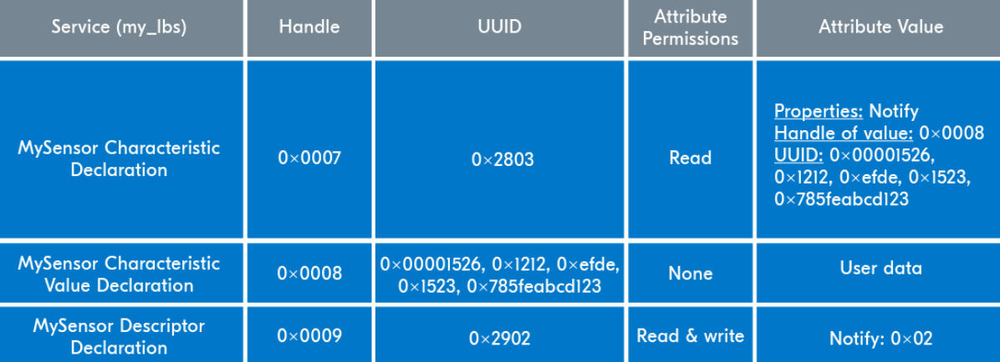 Service (my_lbs)
Handle
UUID
Attribute
Permissions
Attribute Value
MySensor Characteristic
Declaration
0×0007
0×2803
Read
Properties: Notify
Handle of value: 0×0008
UUID: 0×00001526,
0×1212, 0×efde, 0×1523,
0×785feabcd123
MySensor Characteristic
Value Declaration
0×0008
0×00001526, 0×1212, 0×efde,
0×1523, 0×785feabcd123
None
User data
MySensor Descriptor
Declaration
0×0009
0×2902
Read & write
Notify: 0×02